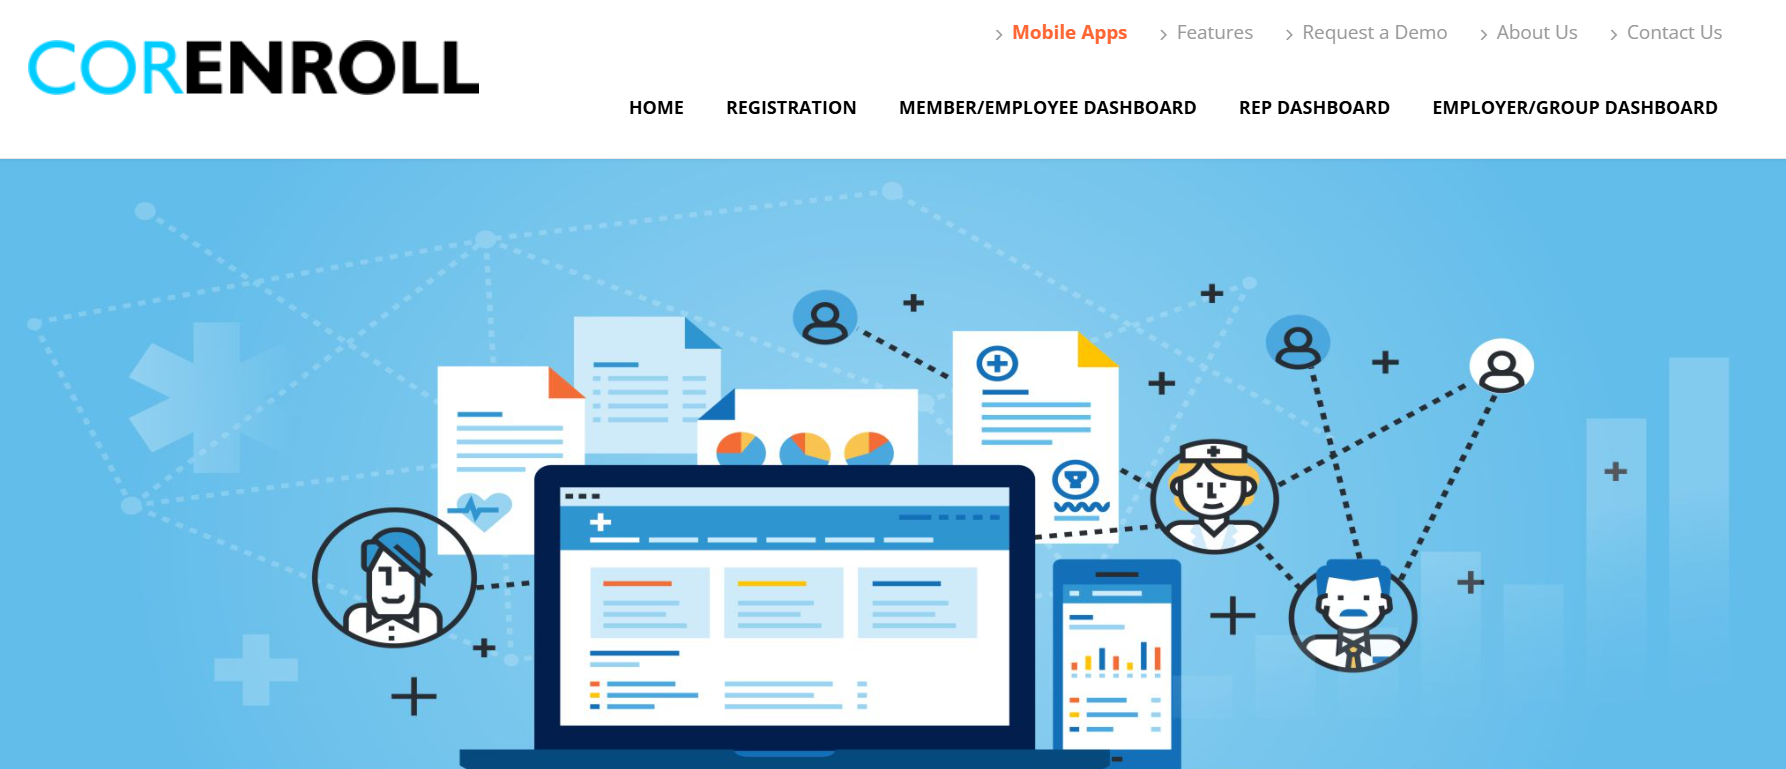 Mobile Apps Features Request a Demo About Us Contact Us
CORENROLL
HOME REGISTRATION MEMBER/EMPLOYEE DASHBOARD REP DASHBOARD EMPLOYER/GROUP DASHBOARD